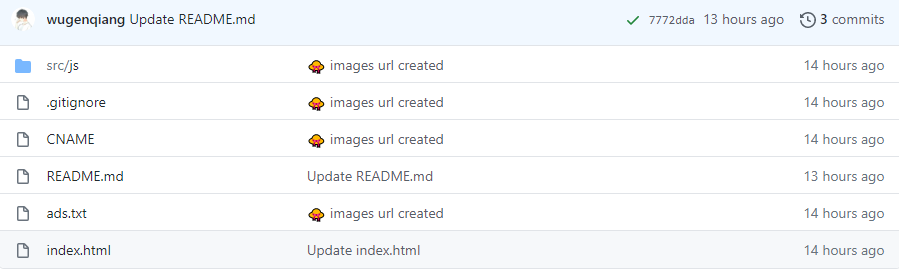 wugenqiang Update README.md 7772dda 13 hours ago 3 commits
src/js images url created 14 hours ago
.gitignore images url created 14 hours ago
CNAME images url created 14 hours ago
README.md Update README.md 13 hours ago
ads.txt images url created 14 hours ago
index.html Update index.html 14 hours ago